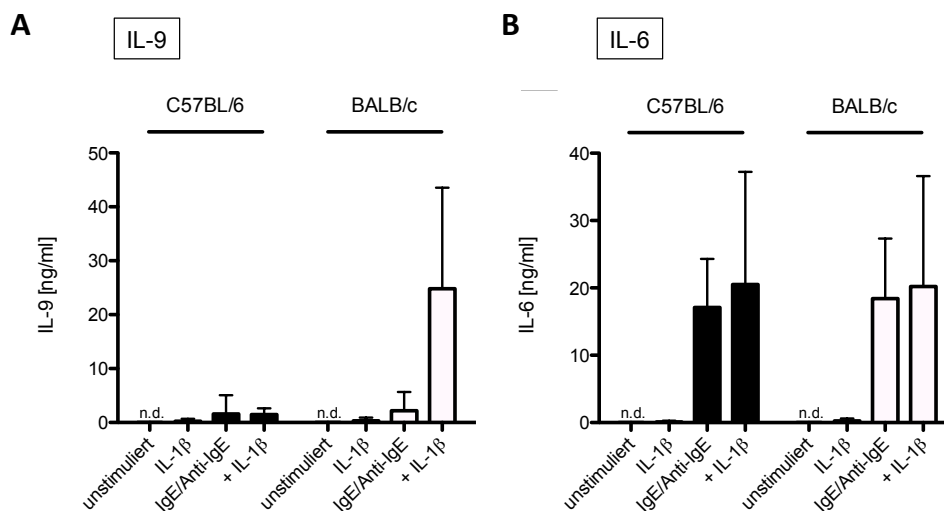 A
IL-9
C57BL/6
BALB/c
50
40
30
20
10
0
IL-9 [ng/ml]
n.d.
n.d.
unstimuliert
IL-1β
IgE/Anti-IgE
+ IL-1β
unstimuliert
IL-1β
IgE/Anti-IgE
+ IL-1β
B
IL-6
C57BL/6
BALB/c
40
30
20
10
0
IL-6 [ng/ml]
n.d.
n.d.
unstimuliert
IL-1β
IgE/Anti-IgE
+ IL-1β
unstimuliert
IL-1β
IgE/Anti-IgE
+ IL-1β